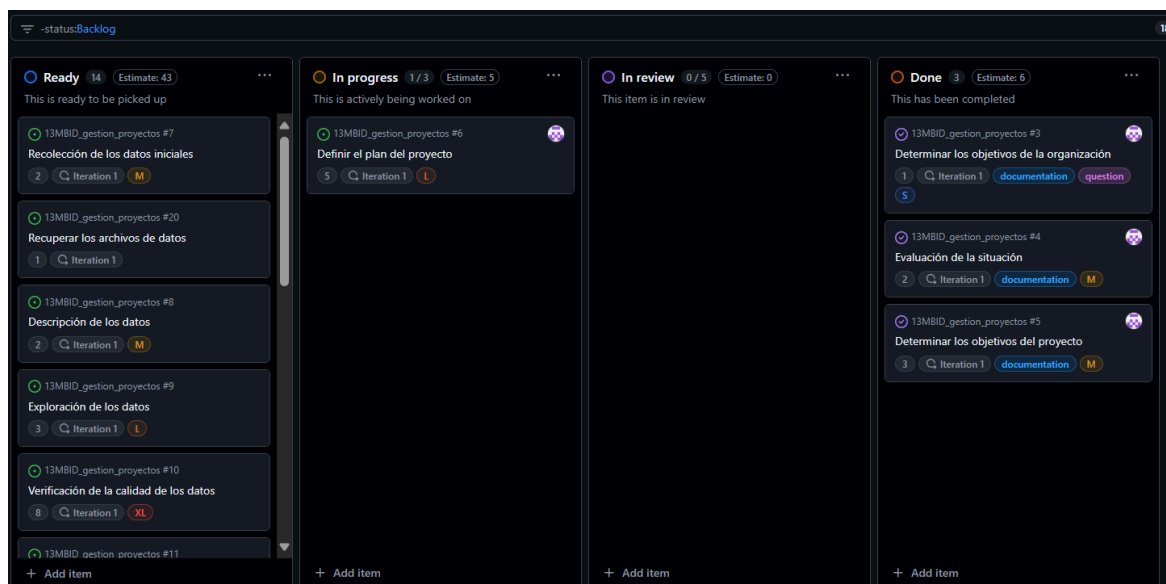 -status:Backlog
Ready 14 Estimate: 43
This is ready to be picked up
13MBID_gestion_proyectos #7
Recolección de los datos iniciales
2 Iteration 1 M
13MBID_gestion_proyectos #20
Recuperar los archivos de datos
1 Iteration 1
13MBID_gestion_proyectos #8
Descripción de los datos
2 Iteration 1 M
13MBID_gestion_proyectos #9
Exploración de los datos
3 Iteration 1 L
13MBID_gestion_proyectos #10
Verificación de la calidad de los datos
8 Iteration 1 XL
13MBID_gestion_proyectos #11
+ Add item
In progress 1 / 3 Estimate: 5
This is actively being worked on
13MBID_gestion_proyectos #6
Definir el plan del proyecto
5 Iteration 1 L
+ Add item
In review 0 / 5 Estimate: 0
This item is in review
+ Add item
Done 3 Estimate: 6
This has been completed
13MBID_gestion_proyectos #3
Determinar los objetivos de la organización
1 Iteration 1 documentation question
S
13MBID_gestion_proyectos #4
Evaluación de la situación
2 Iteration 1 documentation M
13MBID_gestion_proyectos #5
Determinar los objetivos del proyecto
3 Iteration 1 documentation M
+ Add item